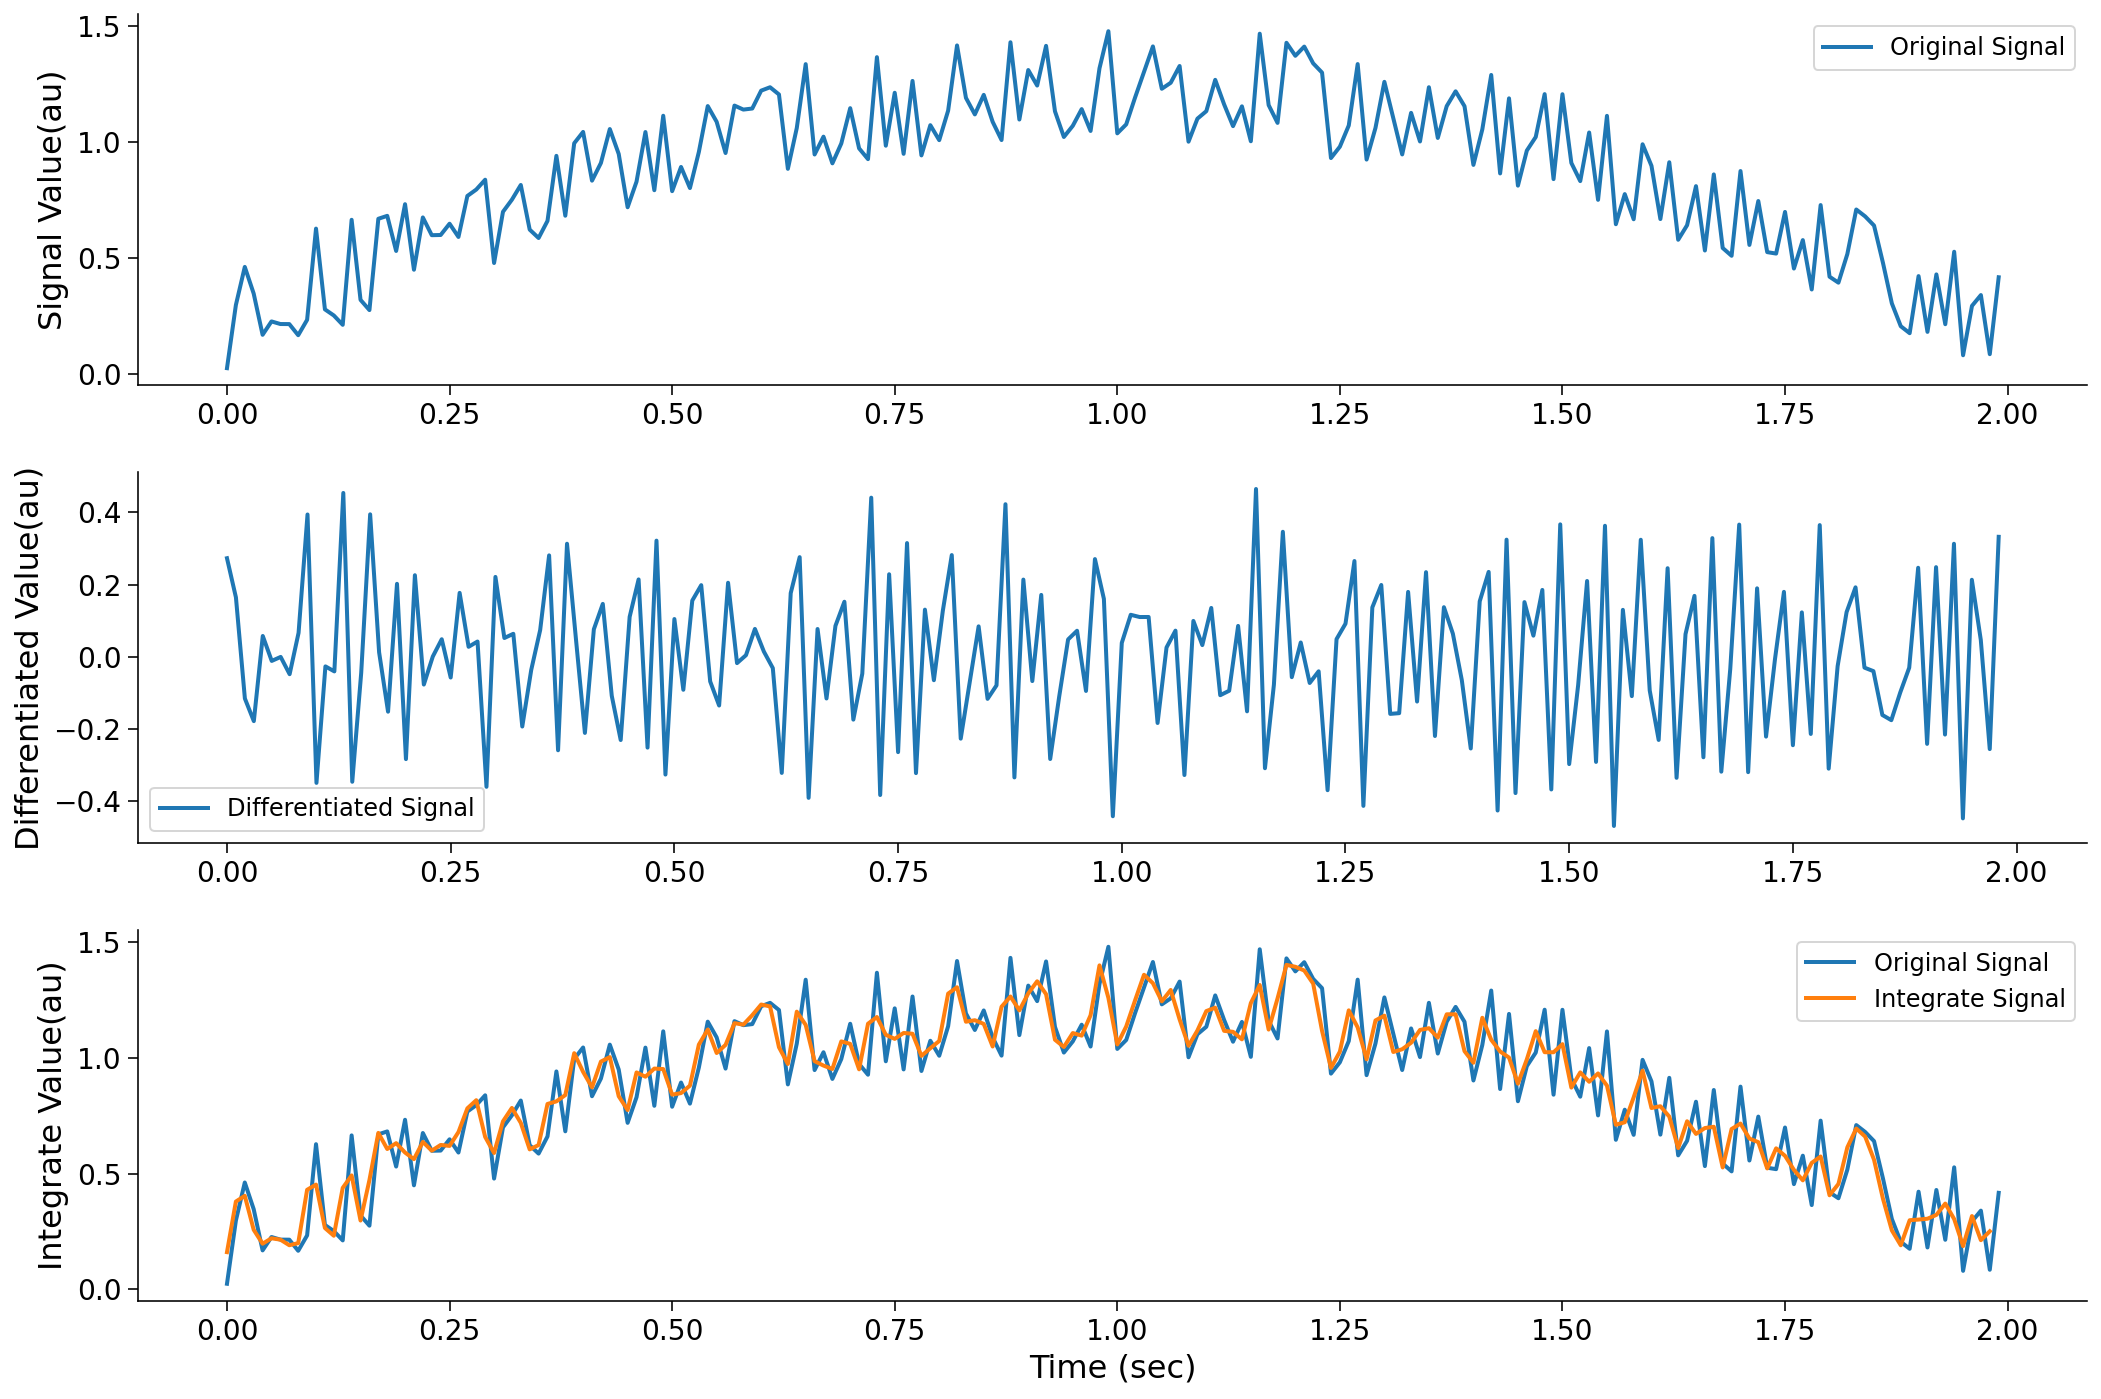 Signal Value(au)
1.5
1.0
0.5
0.0
Original Signal
0.00 0.25 0.50 0.75 1.00 1.25 1.50 1.75 2.00
Differentiated Value(au)
0.4
0.2
0.0
−0.2
−0.4
Differentiated Signal
0.00 0.25 0.50 0.75 1.00 1.25 1.50 1.75 2.00
Integrate Value(au)
1.5
1.0
0.5
0.0
Original Signal
Integrate Signal
0.00 0.25 0.50 0.75 1.00 1.25 1.50 1.75 2.00
Time (sec)